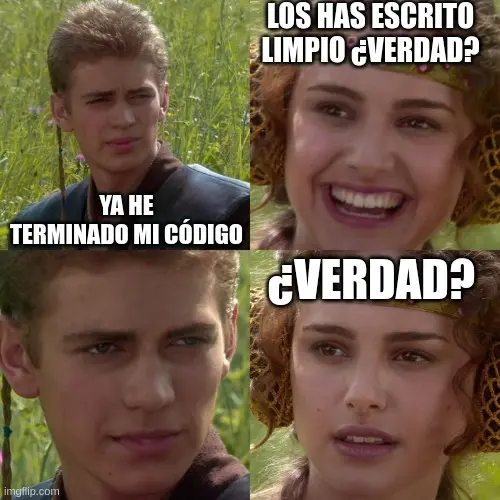 LOS HAS ESCRITO
LIMPIO ¿VERDAD?
YA HE
TERMINADO MI CÓDIGO
¿VERDAD?
imgflip.com